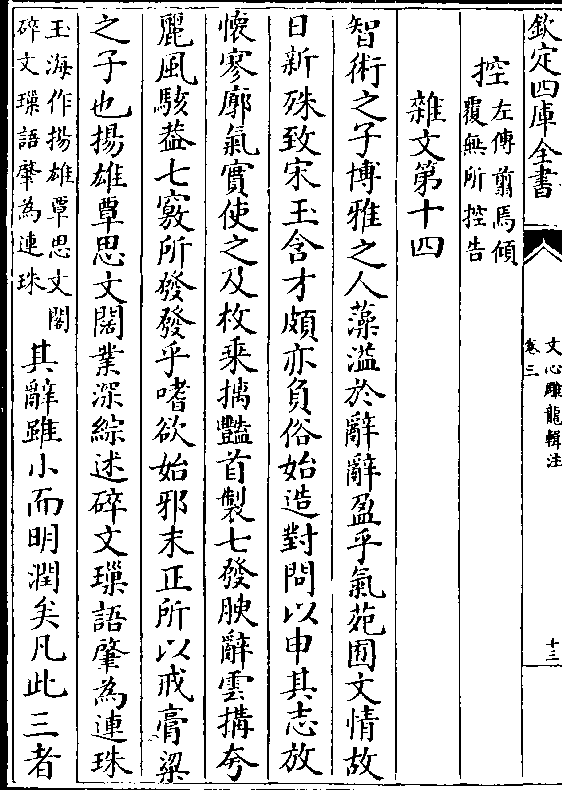 欽定四庫全書
文心雕龍輯注
卷三
十三
控
左傳翦焉傾
覆無所控告
雜文第十四
智術之子博雅之人藻溢於辭辭盈乎氣苑囿文情故
日新殊致宋玉含才頗亦負俗始造對問以申其志放
懷寥廓氣實使之及枚乘摛豔首製七發腴辭雲搆夸
麗風駭葢七竅所發發乎嗜欲始邪末正所以戒膏粱
之子也揚雄覃思文闊業深綜述碎文璅語肇為連珠
玉海作揚雄覃思文閣
碎文璅語肇為連珠
其辭雖小而明潤矣凡此三者